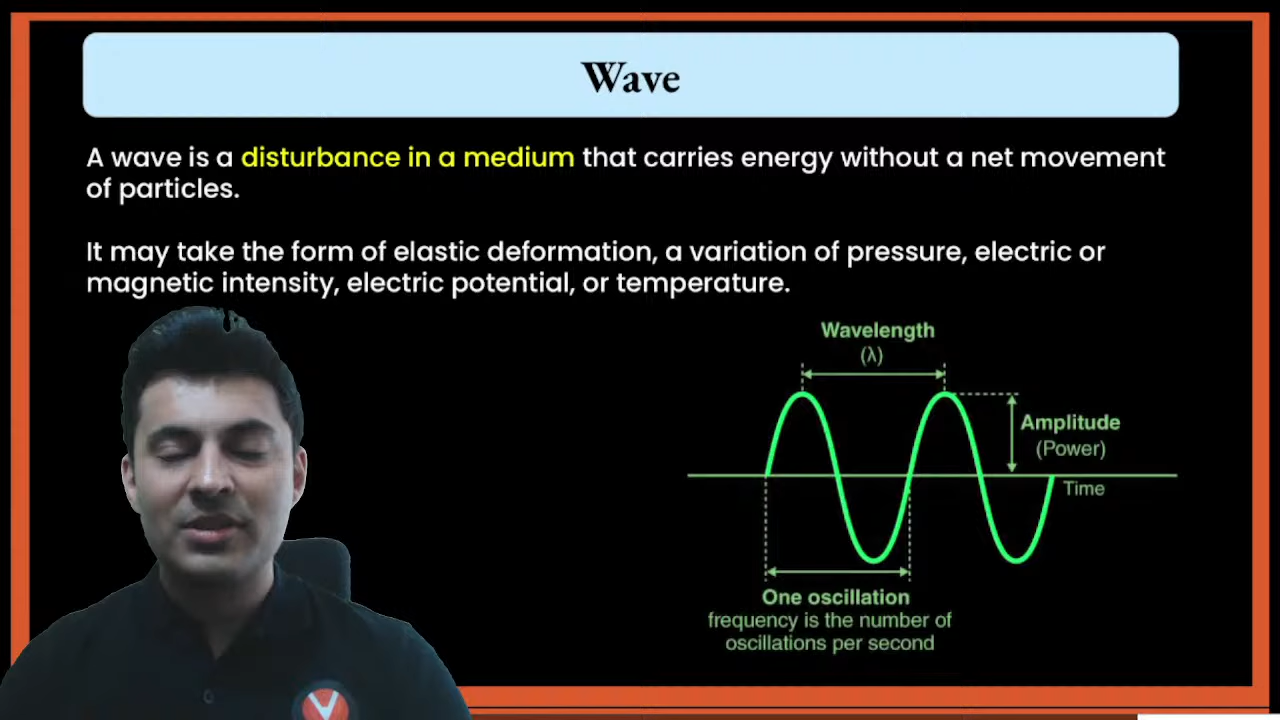 Wave
A wave is a disturbance in a medium that carries energy without a net movement
of particles.
It may take the form of elastic deformation, a variation of pressure, electric or
magnetic intensity, electric potential, or temperature.
Wavelength
(λ)
Amplitude
(Power)
Time
One oscillation
frequency is the number of
oscillations per second